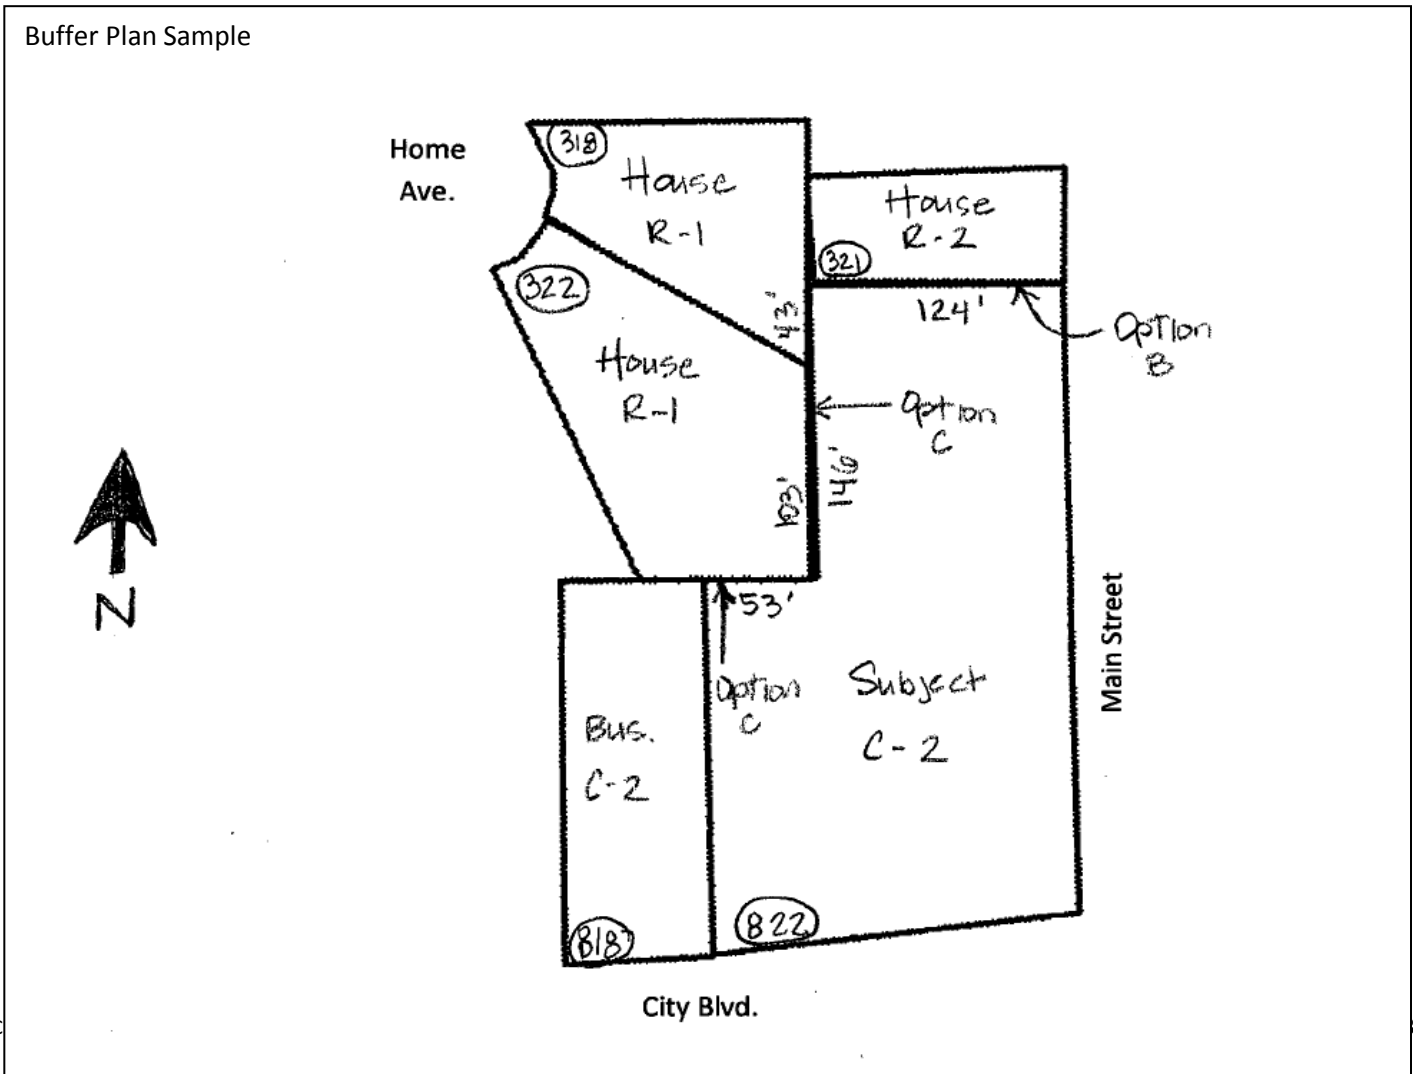 Buffer Plan Sample
Home
Ave.
318
House
R-1
House
R-2
321
322
43'
124'
Option
B
House
R-1
Option
C
103'
146'
N
53'
Option
C
Subject
C-2
Main Street
Bus.
C-2
818
822
City Blvd.